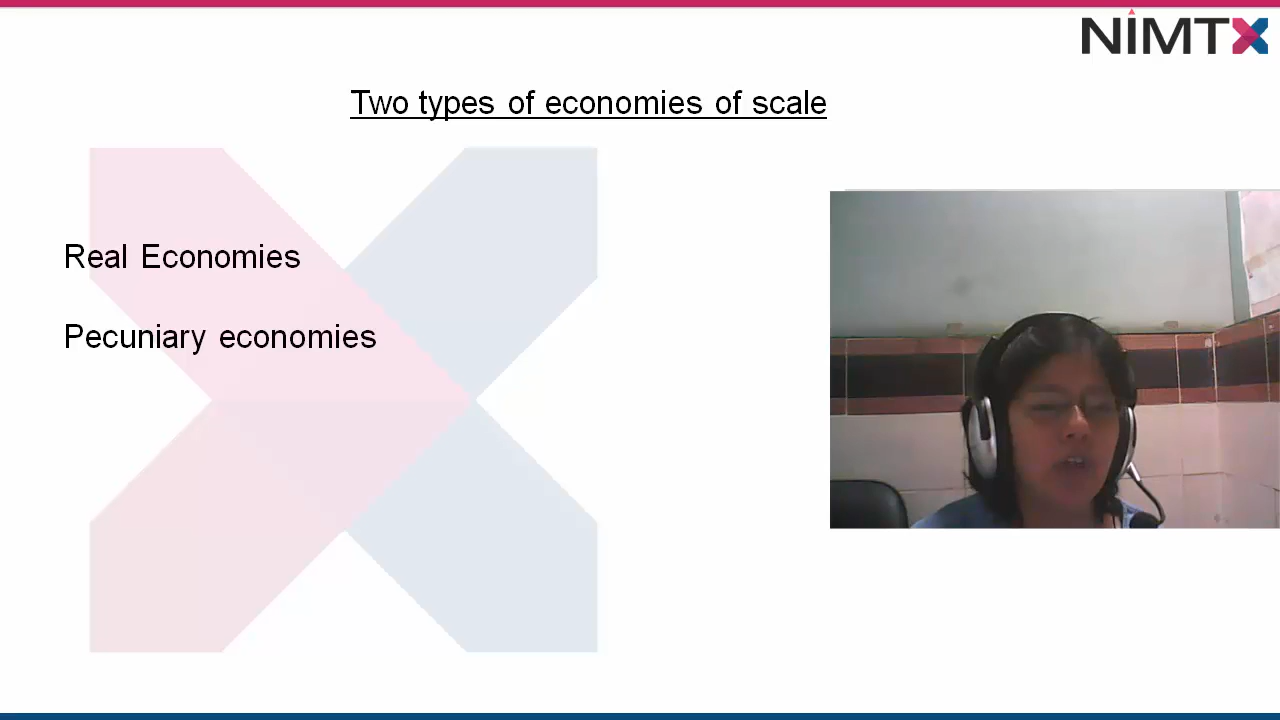 NIMTX
Two types of economies of scale
Real Economies
Pecuniary economies